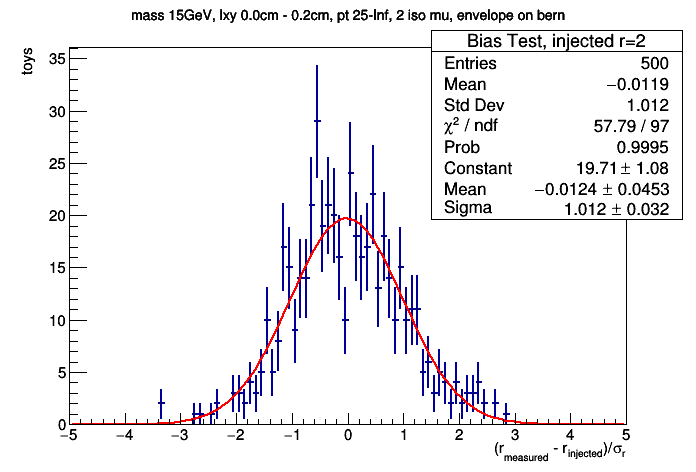 mass 15GeV, lxy 0.0cm - 0.2cm, pt 25-Inf, 2 iso mu, envelope on bern
Bias Test, injected r=2
Entries 500
Mean −0.0119
Std Dev 1.012
χ² / ndf 57.79 / 97
Prob 0.9995
Constant 19.71 ± 1.08
Mean −0.0124 ± 0.0453
Sigma 1.012 ± 0.032
toys
35
30
25
20
15
10
5
0
−5 −4 −3 −2 −1 0 1 2 3 4 5
(r_measured - r_injected)/σ_r